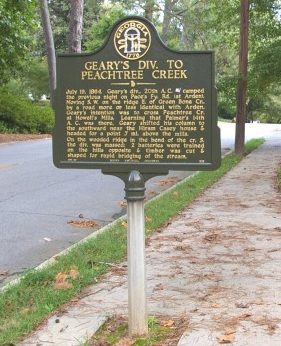 GEORGIA
1776
GEARY'S DIV. TO
PEACHTREE CREEK
July 19, 1864. Geary's div., 20th A.C. camped
the previous night on Pace's Fy. Rd. (at Arden).
Moving S.W. on the ridge E. of Green Bone Cr.
by a road more or less identical with Arden,
Geary's intention was to cross Peachtree Cr.
at Howell's Mills. Learning that Palmer's 14th
A.C. was there, Geary shifted his column to
the southward near the Hiram Casey house &
headed for a point ¾ mi. above the mills.
On the wooded ridge in the bend of the cr. &
the div. was massed; 2 batteries were trained
on the hills opposite & timber was cut &
shaped for rapid bridging of the stream.